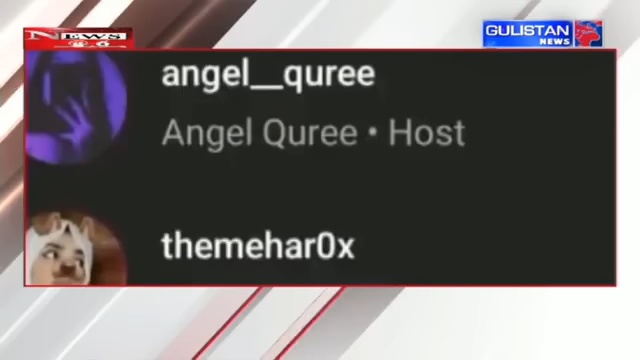 NEWS
GULISTAN
NEWS
angel__quree
Angel Quree • Host
themehar0x